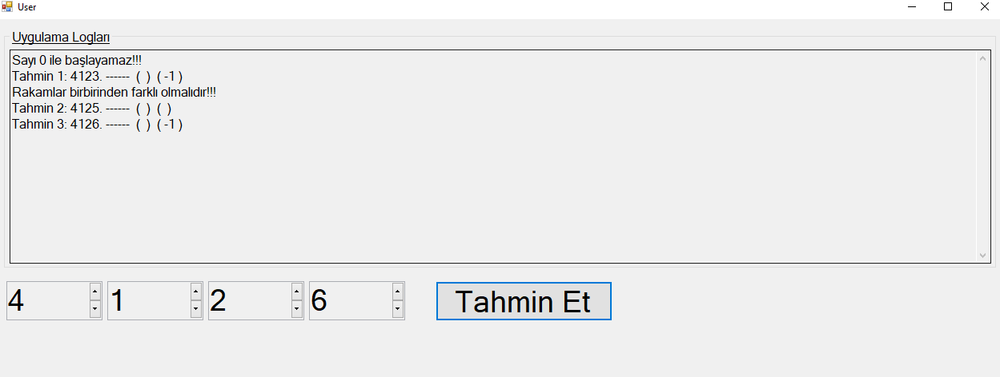 User
Uygulama Logları
Sayı 0 ile başlayamaz!!!
Tahmin 1: 4123. ------ ( ) ( -1 )
Rakamlar birbirinden farklı olmalıdır!!!
Tahmin 2: 4125. ------ ( ) ( )
Tahmin 3: 4126. ------ ( ) ( -1 )
4 1 2 6 Tahmin Et